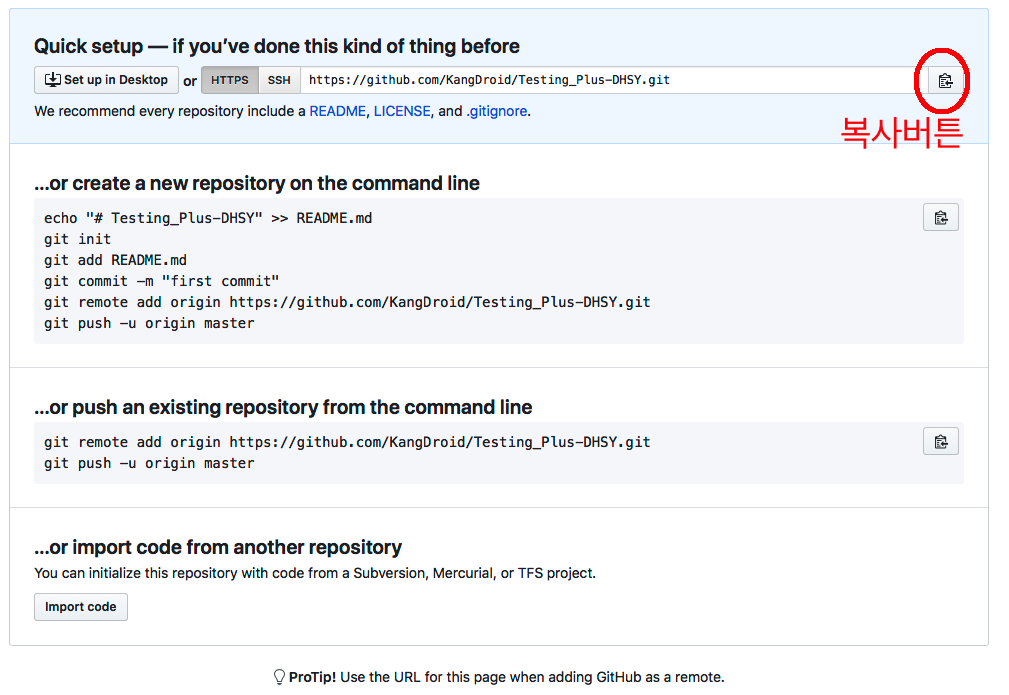 Quick setup — if you’ve done this kind of thing before
Set up in Desktop or HTTPS SSH https://github.com/KangDroid/Testing_Plus-DHSY.git
We recommend every repository include a README, LICENSE, and .gitignore.
복사버튼
…or create a new repository on the command line
echo "# Testing_Plus-DHSY" >> README.md
git init
git add README.md
git commit -m "first commit"
git remote add origin https://github.com/KangDroid/Testing_Plus-DHSY.git
git push -u origin master
…or push an existing repository from the command line
git remote add origin https://github.com/KangDroid/Testing_Plus-DHSY.git
git push -u origin master
…or import code from another repository
You can initialize this repository with code from a Subversion, Mercurial, or TFS project.
Import code
ProTip! Use the URL for this page when adding GitHub as a remote.